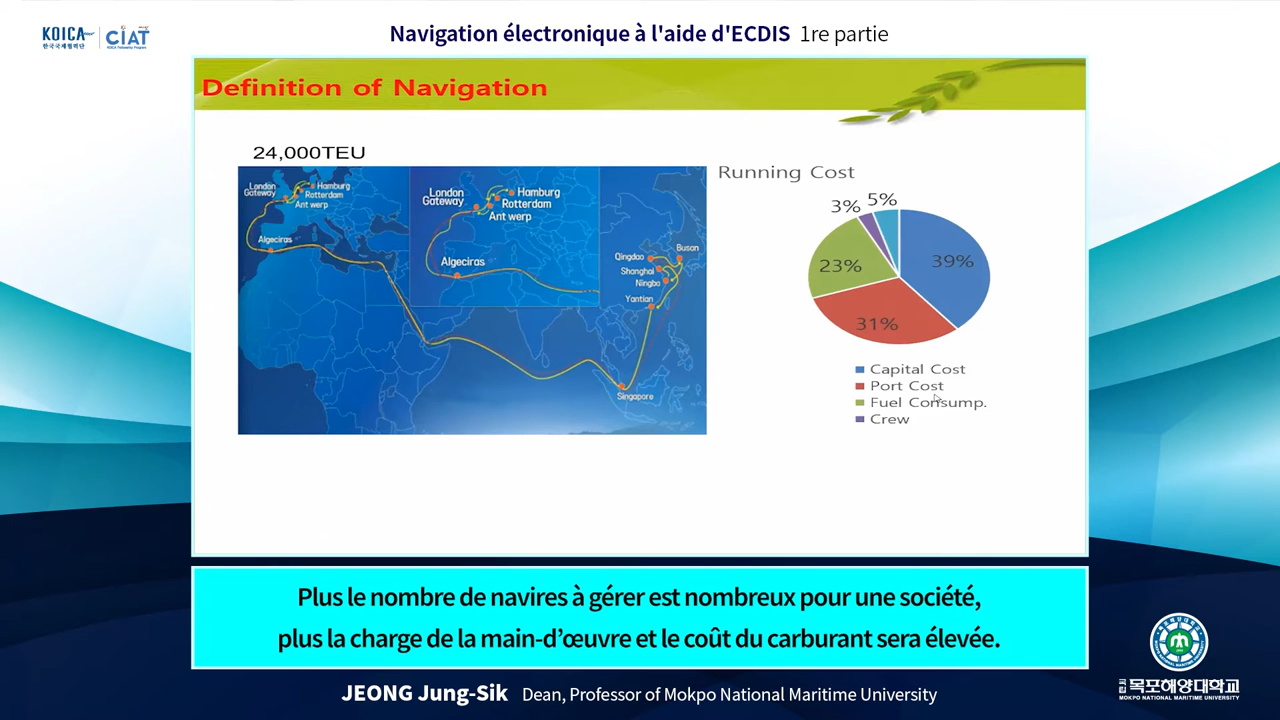 KOICA
한국국제협력단
CIAT
KOICA Fellowship Program
Navigation électronique à l'aide d'ECDIS 1re partie
Definition of Navigation
24,000TEU
London
Gateway
Hamburg
Rotterdam
Ant werp
Algeciras
London
Gateway
Hamburg
Rotterdam
Ant werp
Algeciras
Qingdao
Busan
Shanghai
Ningbo
Yantian
Singapore
Running Cost
3%
5%
23%
39%
31%
Capital Cost
Port Cost
Fuel Consump.
Crew
Plus le nombre de navires à gérer est nombreux pour une société,
plus la charge de la main-d’œuvre et le coût du carburant sera élevée.
JEONG Jung-Sik Dean, Professor of Mokpo National Maritime University
국립 목포해양대학교
MOKPO NATIONAL MARITIME UNIVERSITY